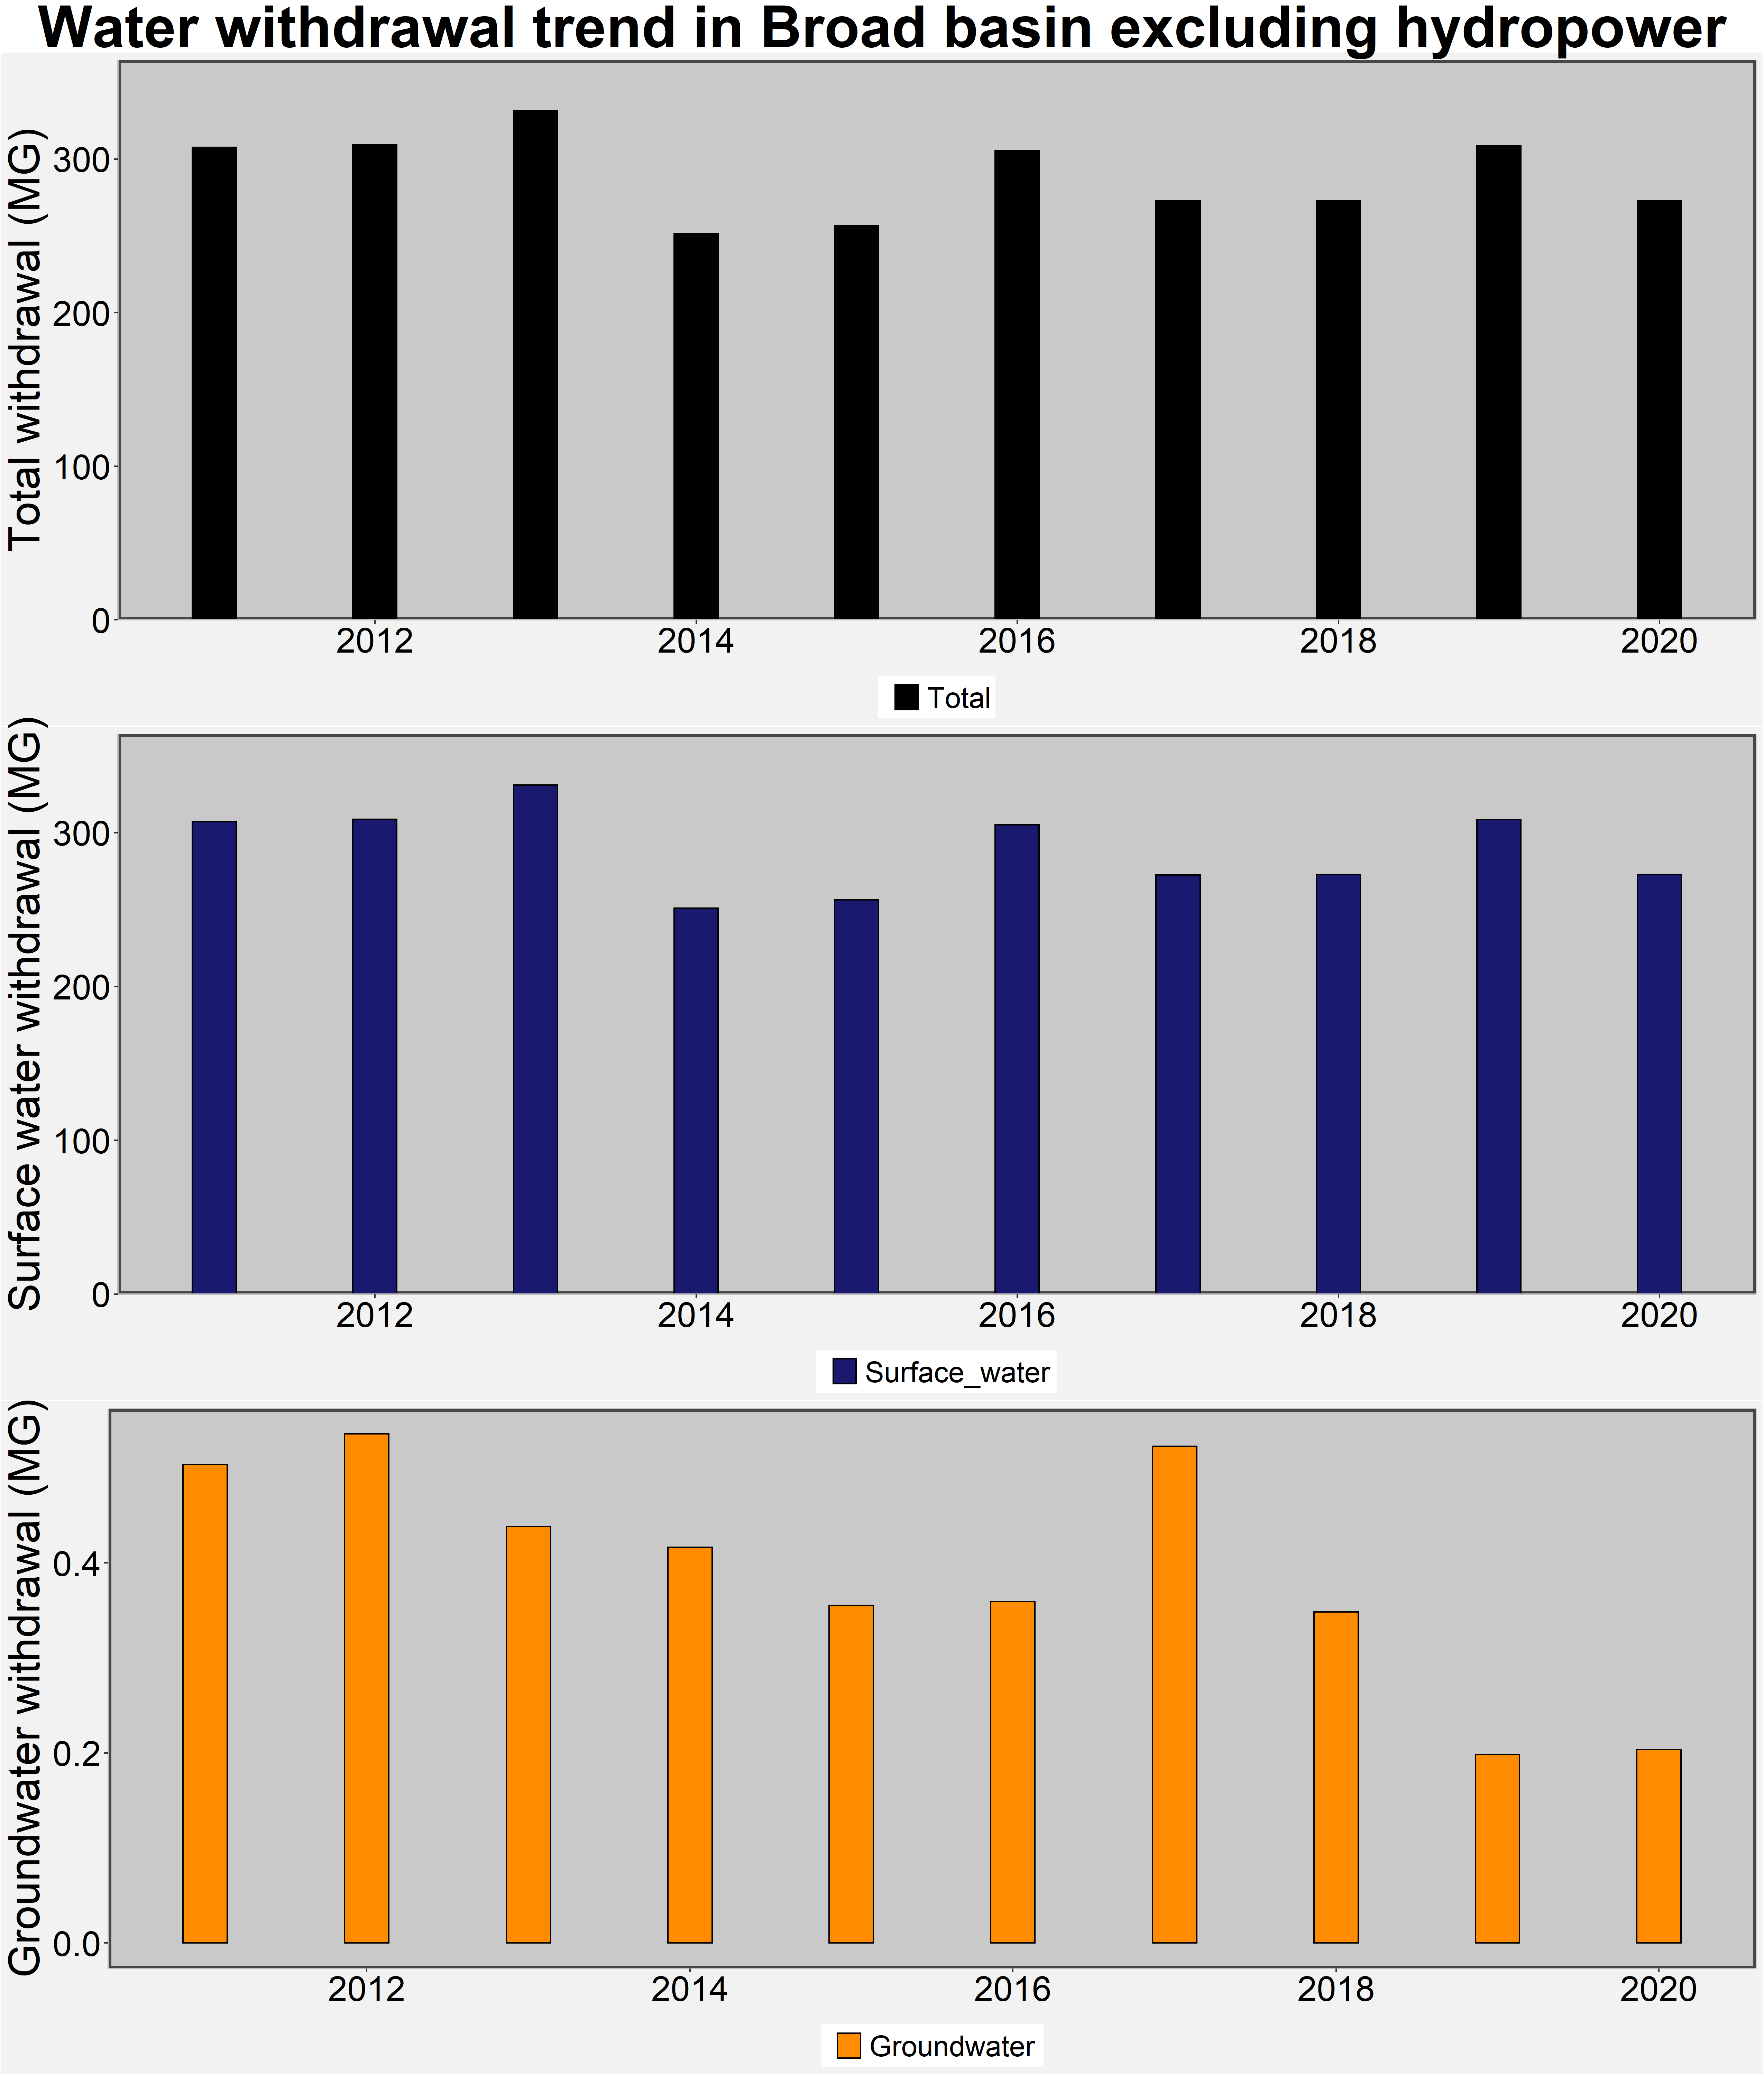 Water withdrawal trend in Broad basin excluding hydropower
Total withdrawal (MG)
300
200
100
0
2012 2014 2016 2018 2020
Total
Surface water withdrawal (MG)
300
200
100
0
2012 2014 2016 2018 2020
Surface_water
Groundwater withdrawal (MG)
0.4
0.2
0.0
2012 2014 2016 2018 2020
Groundwater